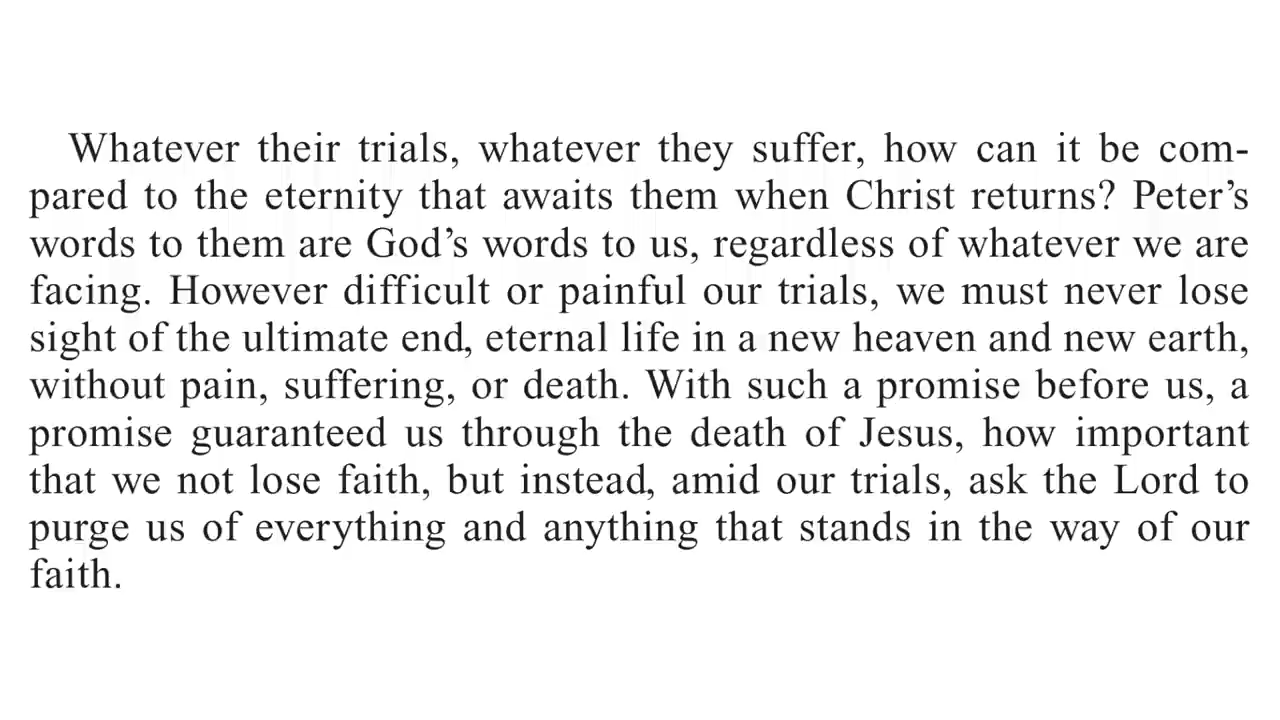 Whatever their trials, whatever they suffer, how can it be com-
pared to the eternity that awaits them when Christ returns? Peter’s
words to them are God’s words to us, regardless of whatever we are
facing. However difficult or painful our trials, we must never lose
sight of the ultimate end, eternal life in a new heaven and new earth,
without pain, suffering, or death. With such a promise before us, a
promise guaranteed us through the death of Jesus, how important
that we not lose faith, but instead, amid our trials, ask the Lord to
purge us of everything and anything that stands in the way of our
faith.